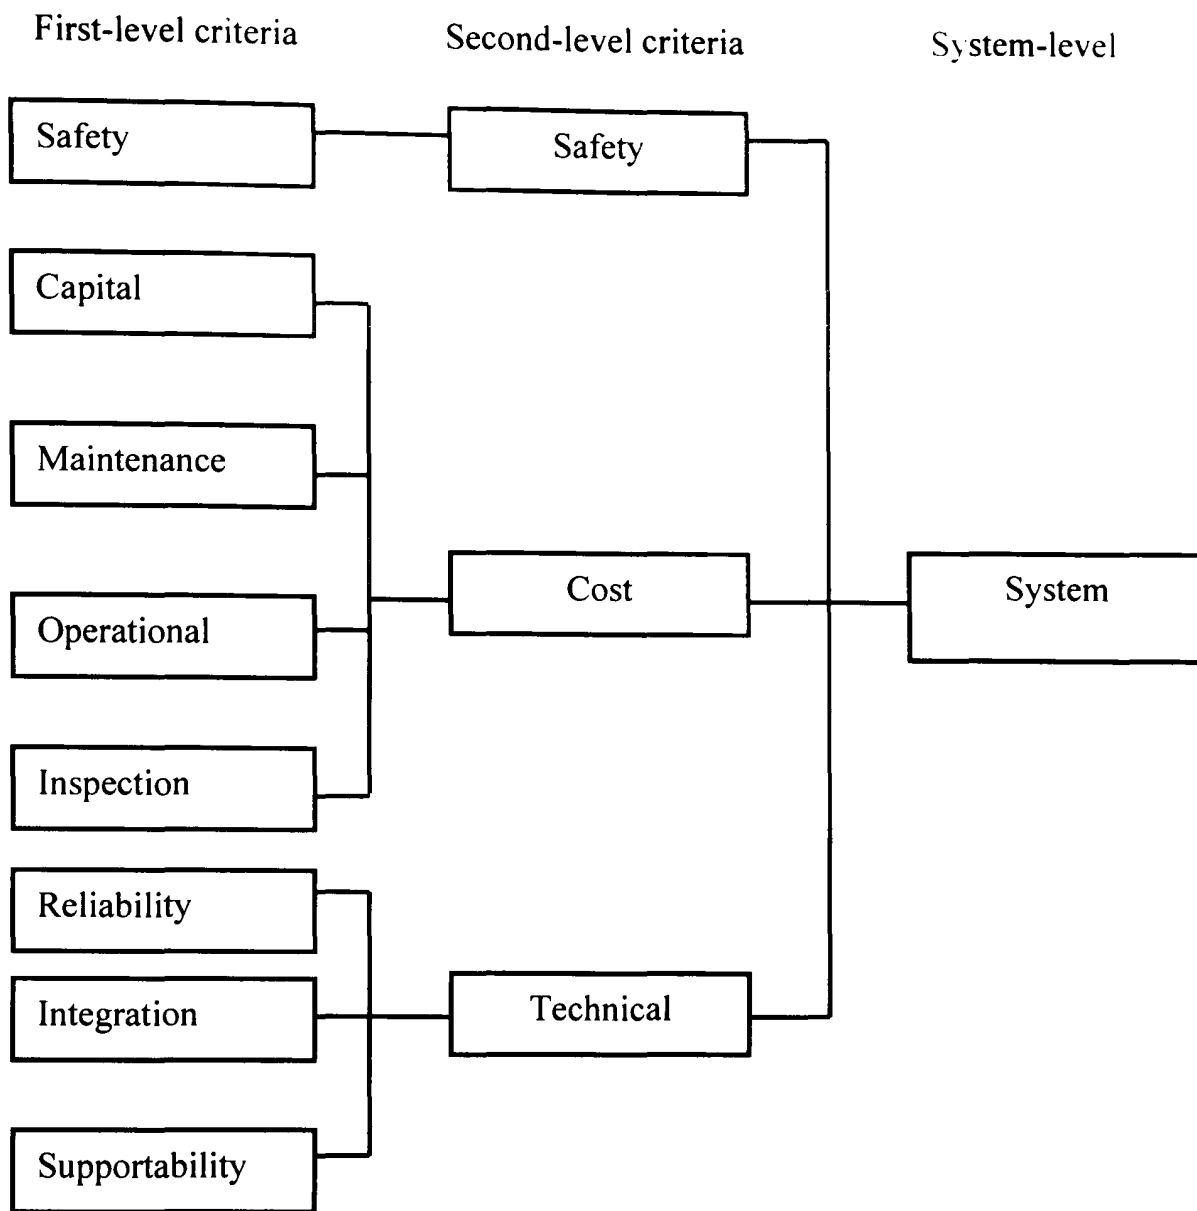 First-level criteria
Second-level criteria
System-level
Safety
Safety
Capital
Maintenance
Cost
System
Operational
Inspection
Reliability
Integration
Technical
Supportability